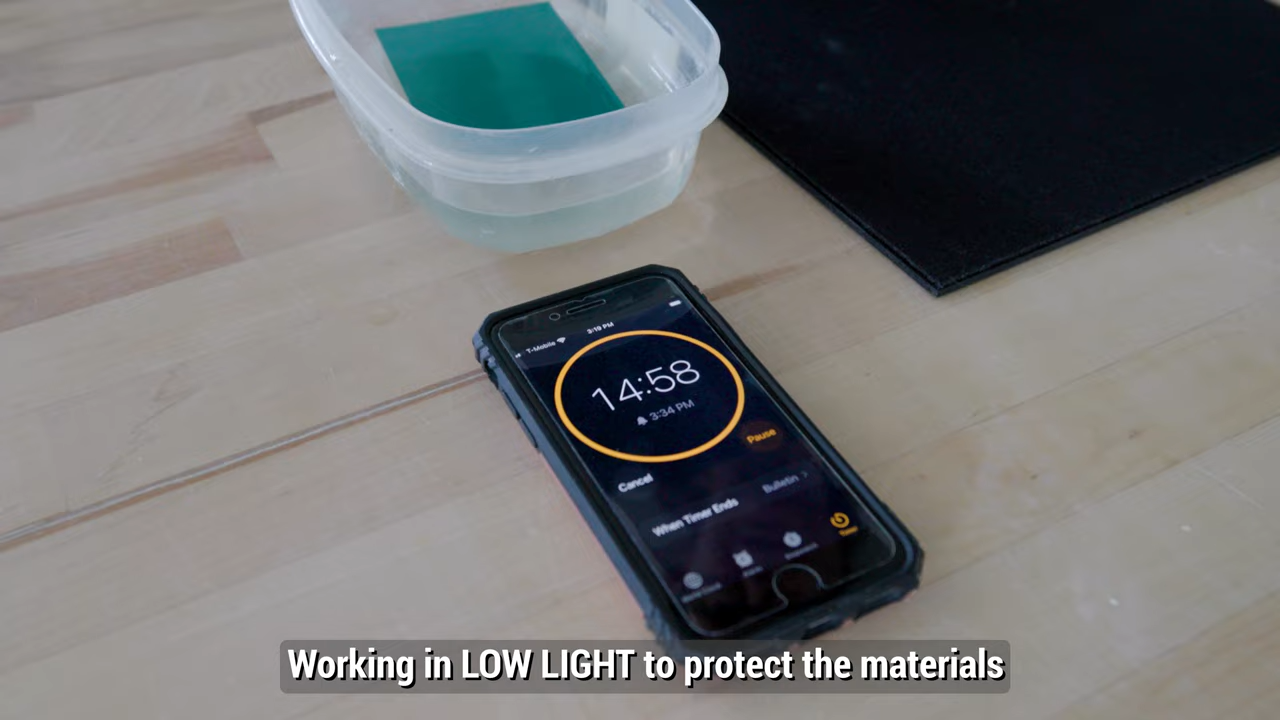 T-Mobile
3:19 PM
14:58
3:34 PM
Cancel
Pause
When Timer Ends
Bulletin
Timer
Working in LOW LIGHT to protect the materials